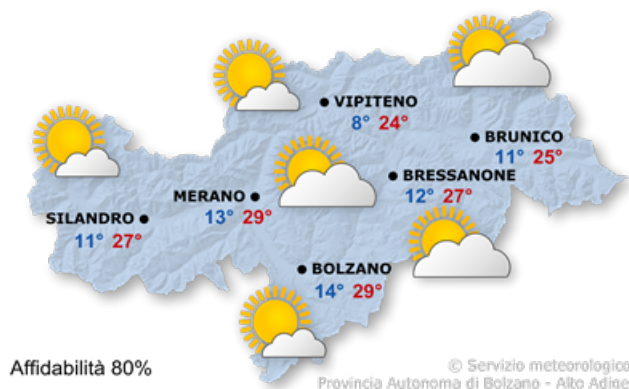 VIPITENO
8° 24°
BRUNICO
11° 25°
BRESSANONE
12° 27°
MERANO
13° 29°
SILANDRO
11° 27°
BOLZANO
14° 29°
Affidabilità 80%
© Servizio meteorologico
Provincia Autonoma di Bolzano - Alto Adige